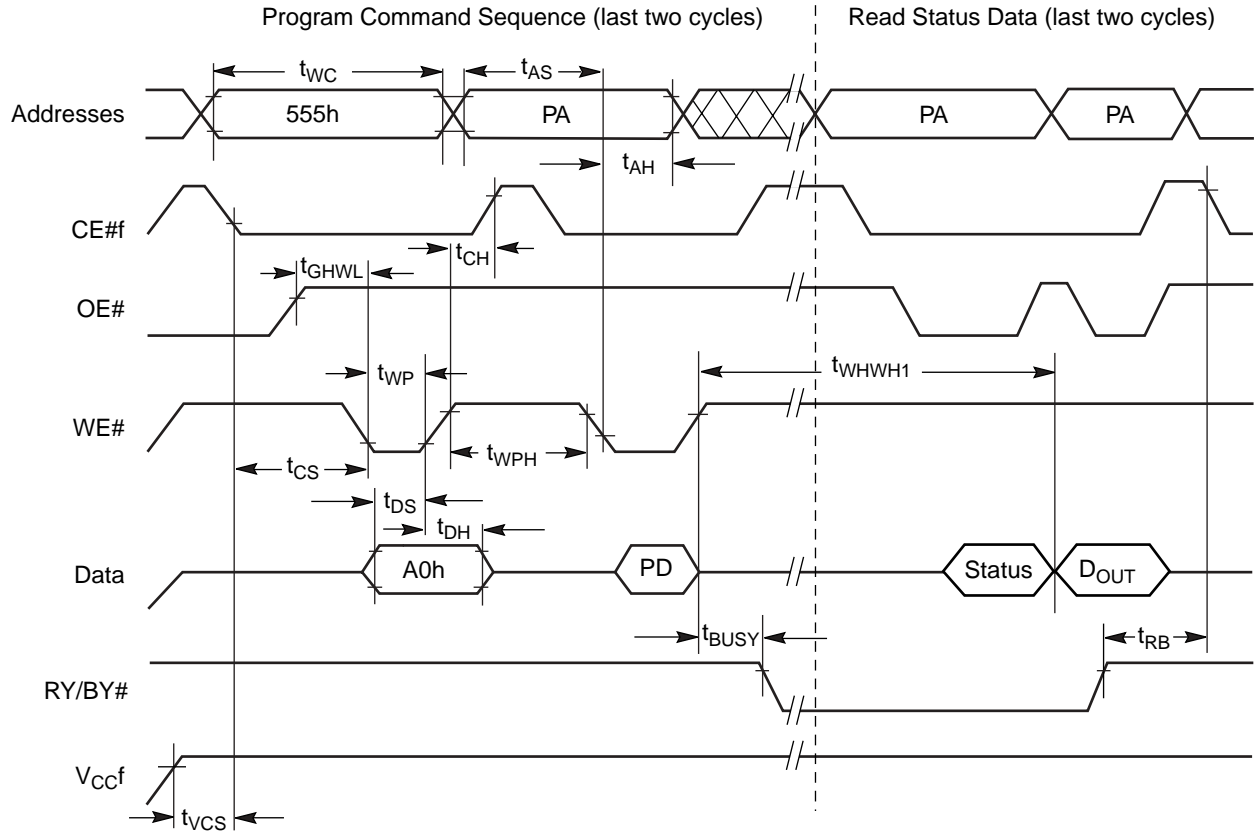 Program Command Sequence (last two cycles)
Read Status Data (last two cycles)
tWC
tAS
Addresses
555h
PA
PA
PA
tAH
CE#f
tCH
tGHWL
OE#
tWP
tWHWH1
WE#
tCS
tWPH
tDS
tDH
Data
A0h
PD
Status
DOUT
tBUSY
tRB
RY/BY#
VCCf
tVCS